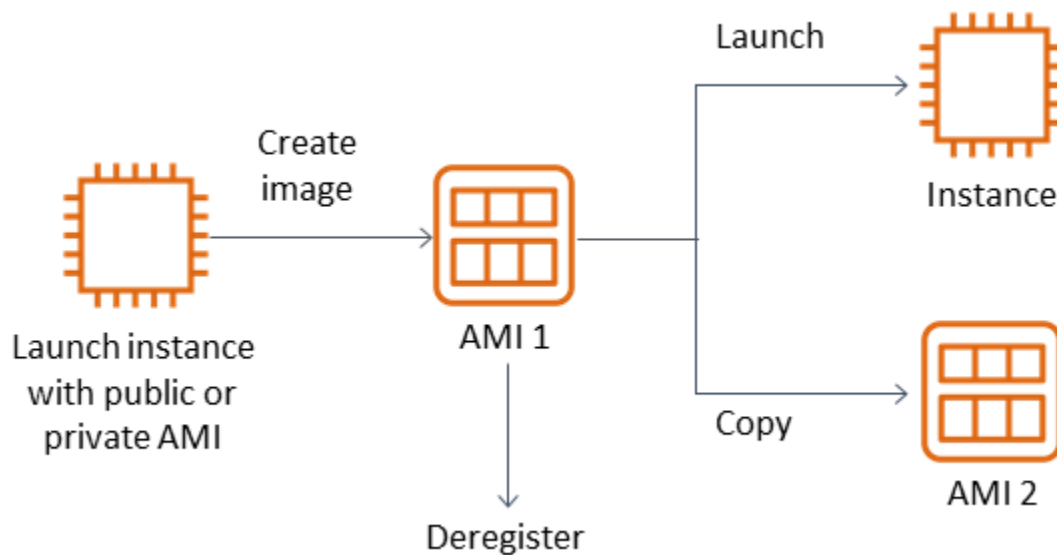 Launch
Create
image
Instance
AMI 1
Launch instance
with public or
private AMI
Copy
AMI 2
Deregister